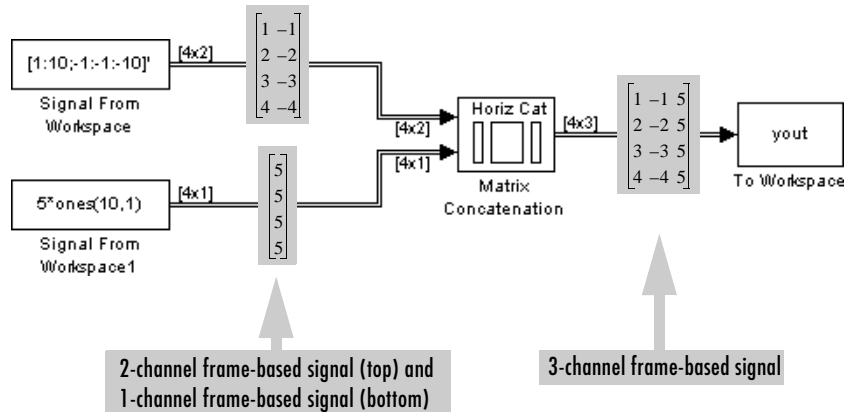 [1:10;-1:-1:-10]'
Signal From
Workspace
[4x2]
1 –1
2 –2
3 –3
4 –4
5*ones(10,1)
Signal From
Workspace1
[4x1]
5
5
5
5
[4x2]
[4x1]
Horiz Cat
Matrix
Concatenation
[4x3]
1 –1 5
2 –2 5
3 –3 5
4 –4 5
yout
To Workspace
2-channel frame-based signal (top) and
1-channel frame-based signal (bottom)
3-channel frame-based signal